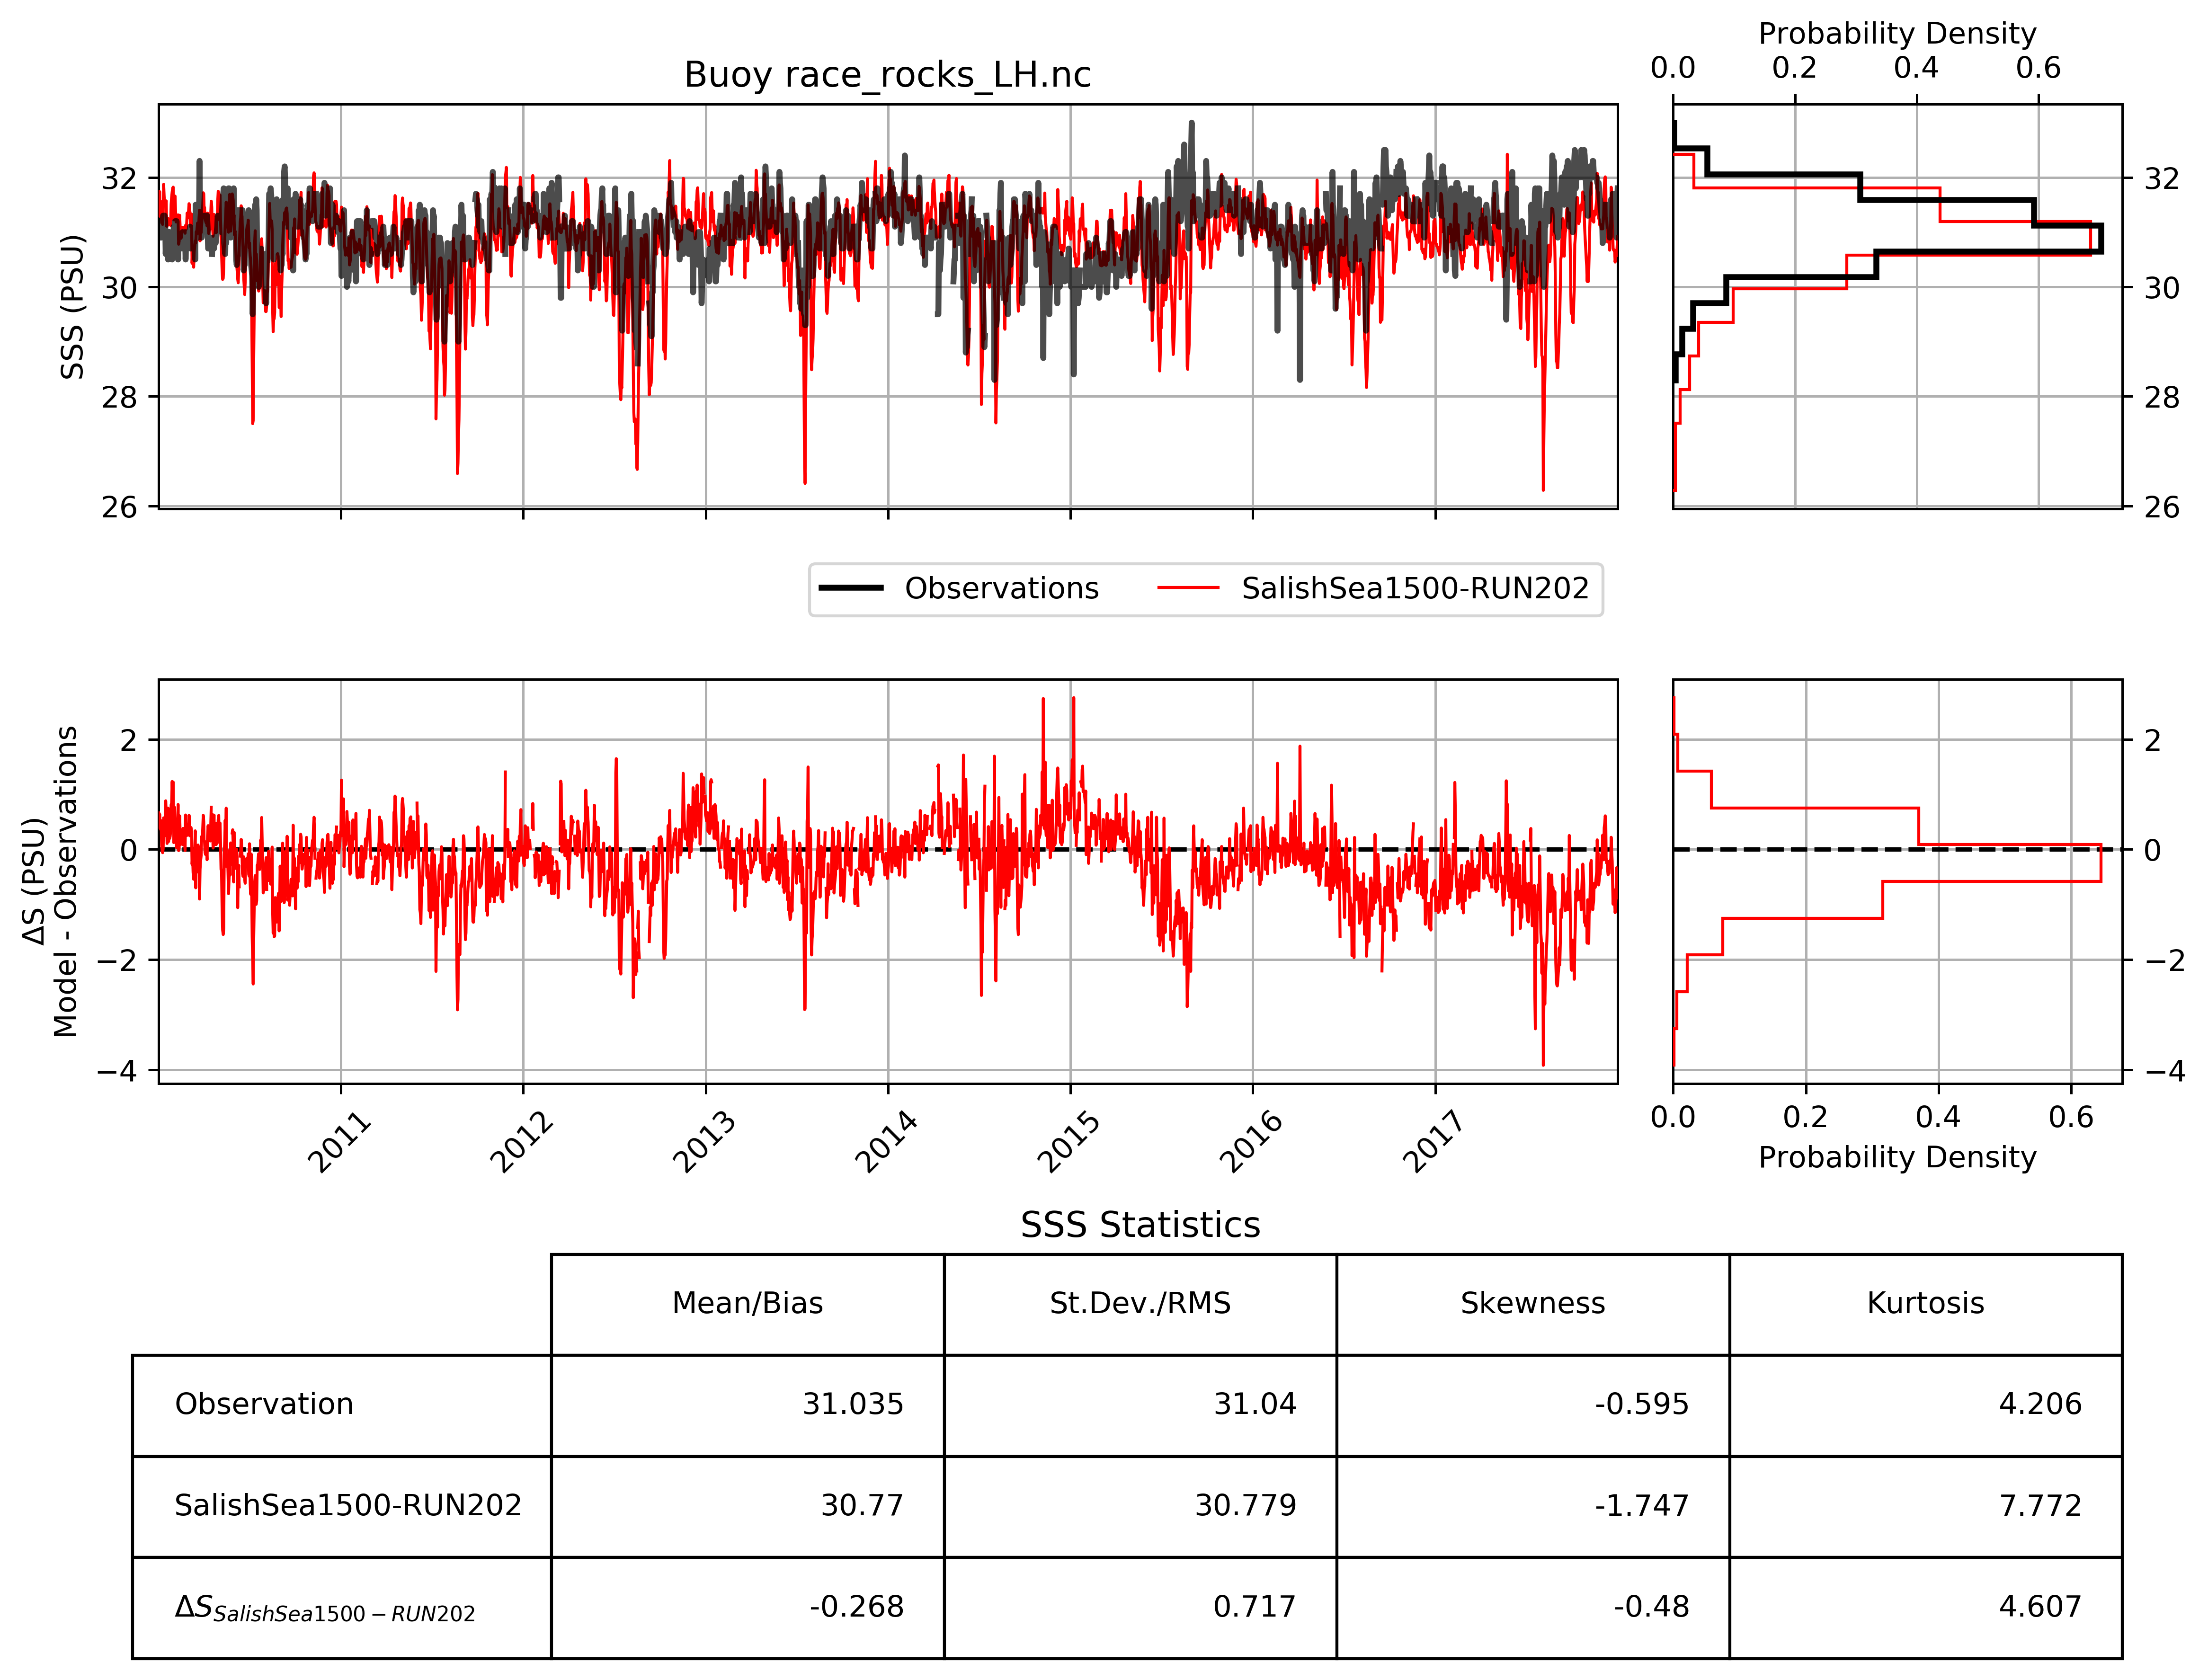 Probability Density
0.0 0.2 0.4 0.6
Buoy race_rocks_LH.nc
SSS (PSU)
32
30
28
26
32
30
28
26
Observations SalishSea1500-RUN202
ΔS (PSU)
Model - Observations
2
0
−2
−4
2
0
−2
−4
2011 2012 2013 2014 2015 2016 2017
0.0 0.2 0.4 0.6
Probability Density
SSS Statistics
Mean/Bias St.Dev./RMS Skewness Kurtosis
Observation 31.035 31.04 -0.595 4.206
SalishSea1500-RUN202 30.77 30.779 -1.747 7.772
ΔS SalishSea1500−RUN202 -0.268 0.717 -0.48 4.607